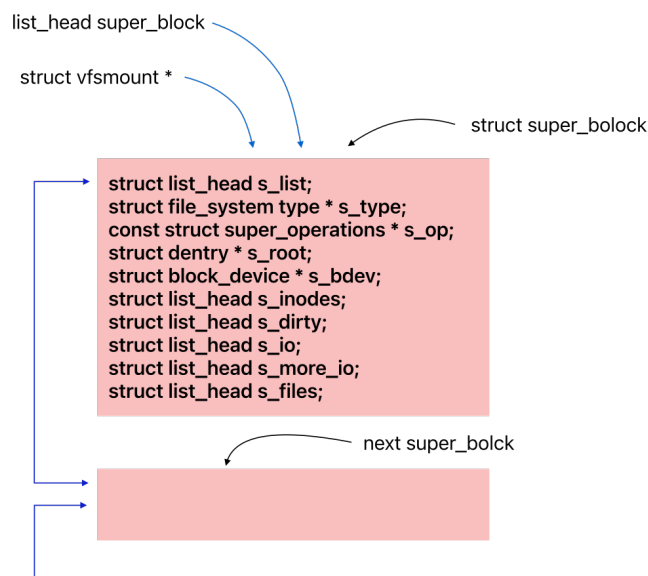 list_head super_block
struct vfsmount *
struct super_bolock
struct list_head s_list;
struct file_system type * s_type;
const struct super_operations * s_op;
struct dentry * s_root;
struct block_device * s_bdev;
struct list_head s_inodes;
struct list_head s_dirty;
struct list_head s_io;
struct list_head s_more_io;
struct list_head s_files;
next super_bolck